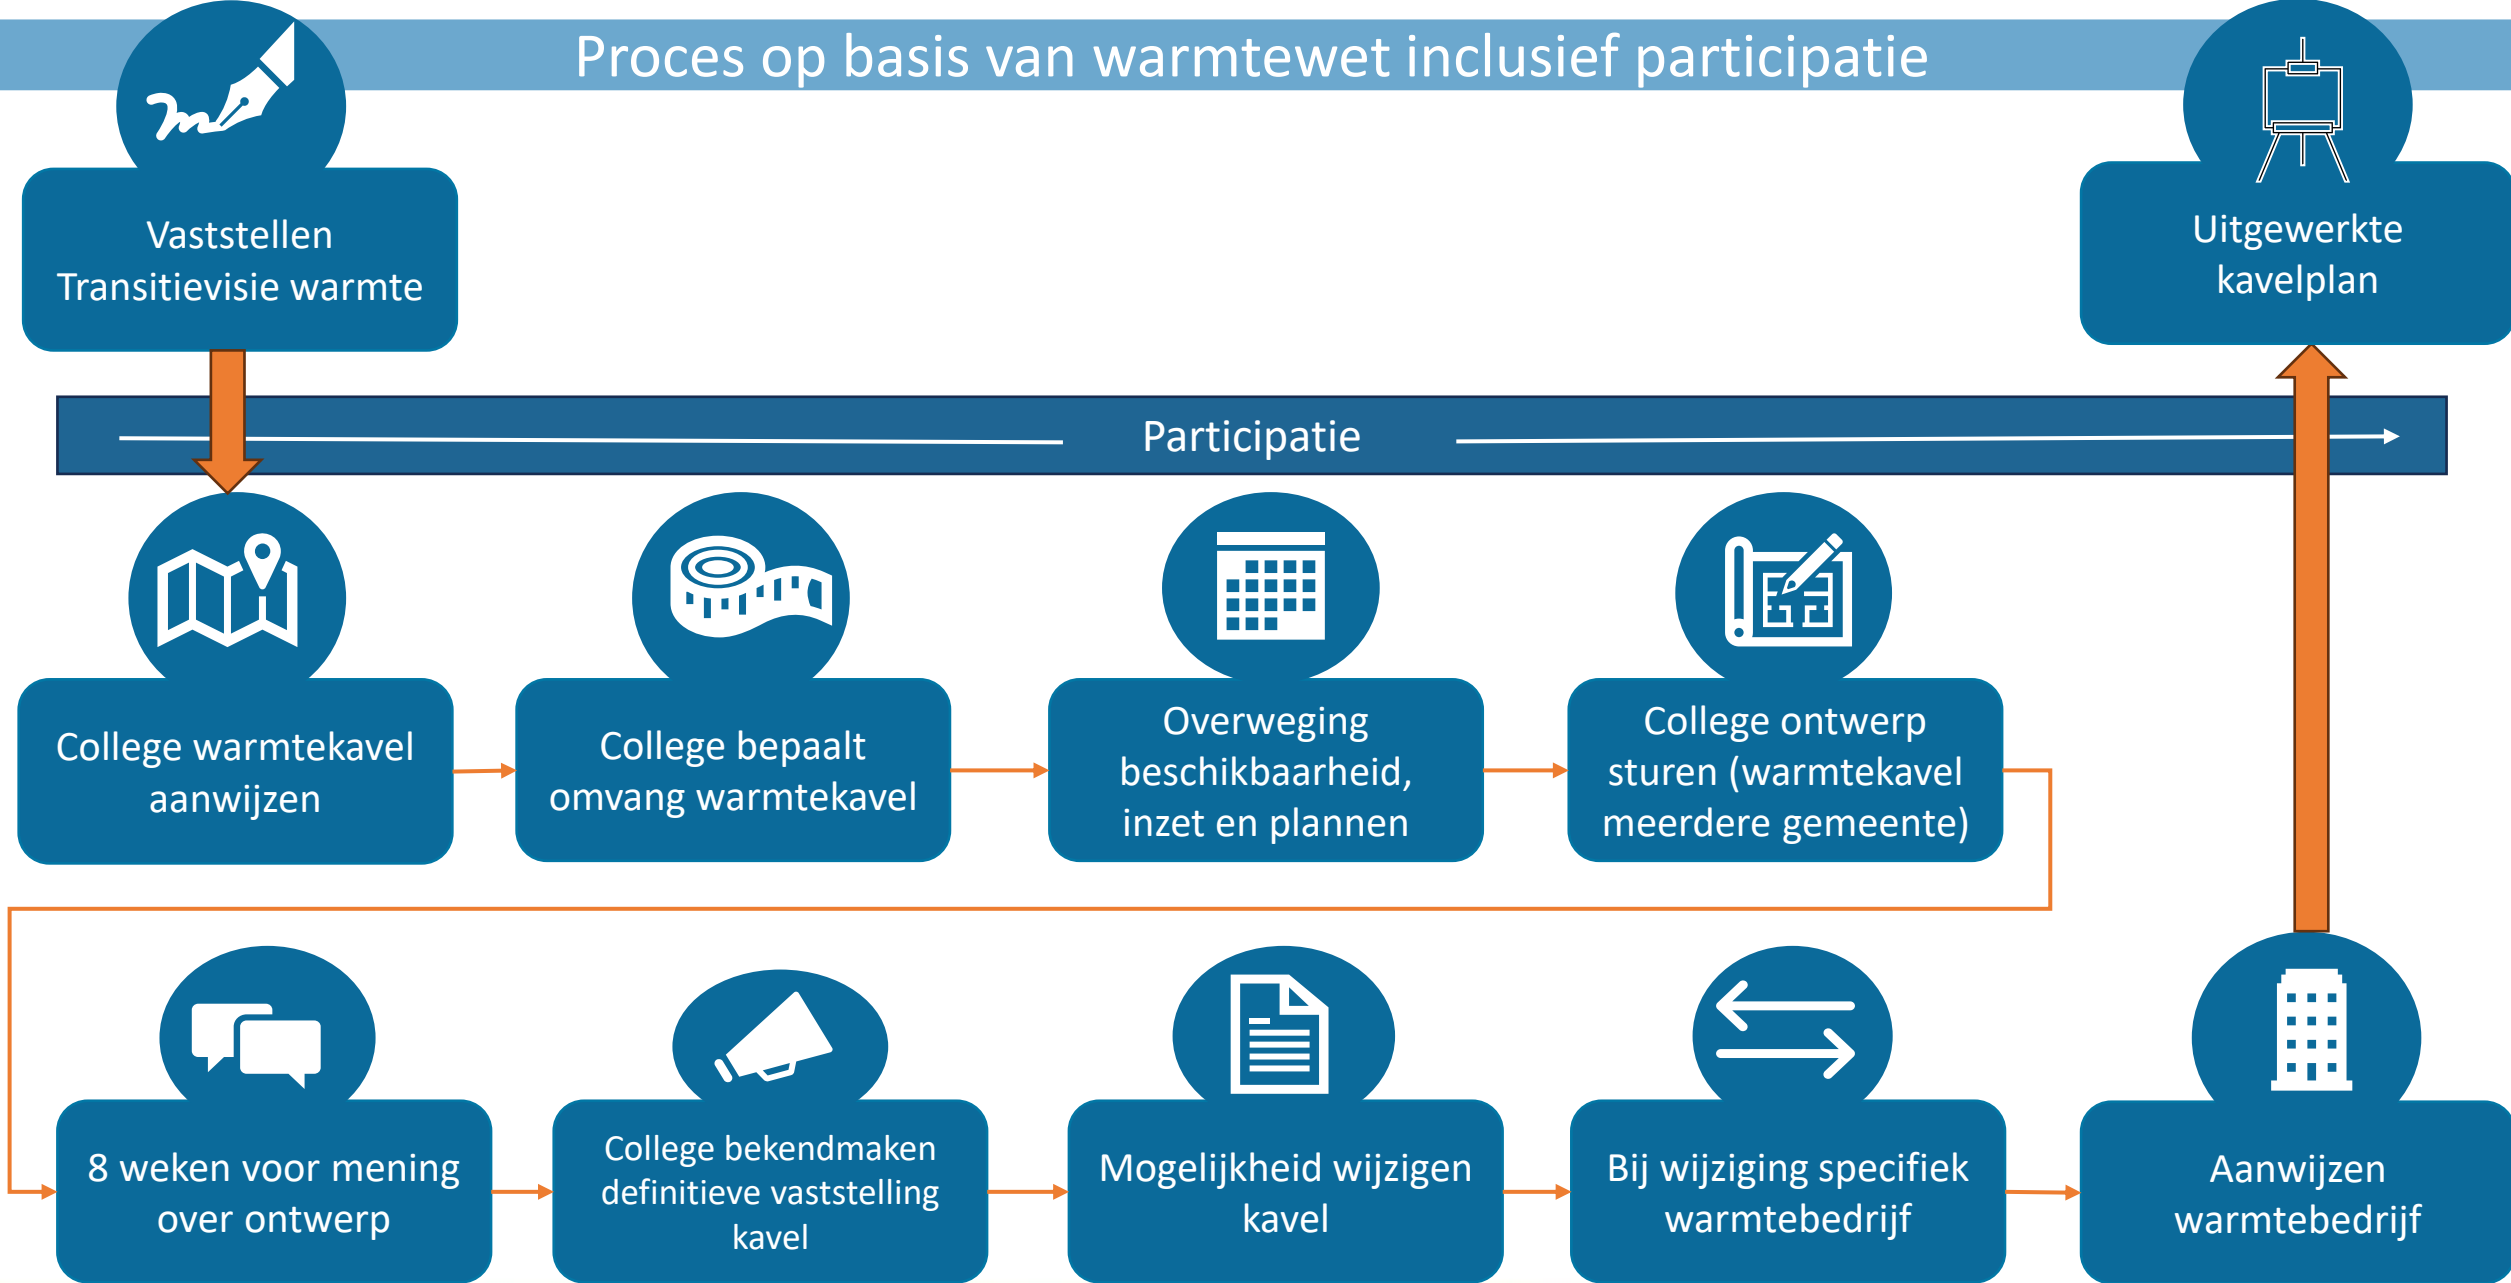 Proces op basis van warmtewet inclusief participatie
Vaststellen
Transitievisie warmte
Uitgewerkte
kavelplan
Participatie
College warmtekavel
aanwijzen
College bepaalt
omvang warmtekavel
Overweging
beschikbaarheid,
inzet en plannen
College ontwerp
sturen (warmtekavel
meerdere gemeente)
8 weken voor mening
over ontwerp
College bekendmaken
definitieve vaststelling
kavel
Mogelijkheid wijzigen
kavel
Bij wijziging specifiek
warmtebedrijf
Aanwijzen
warmtebedrijf